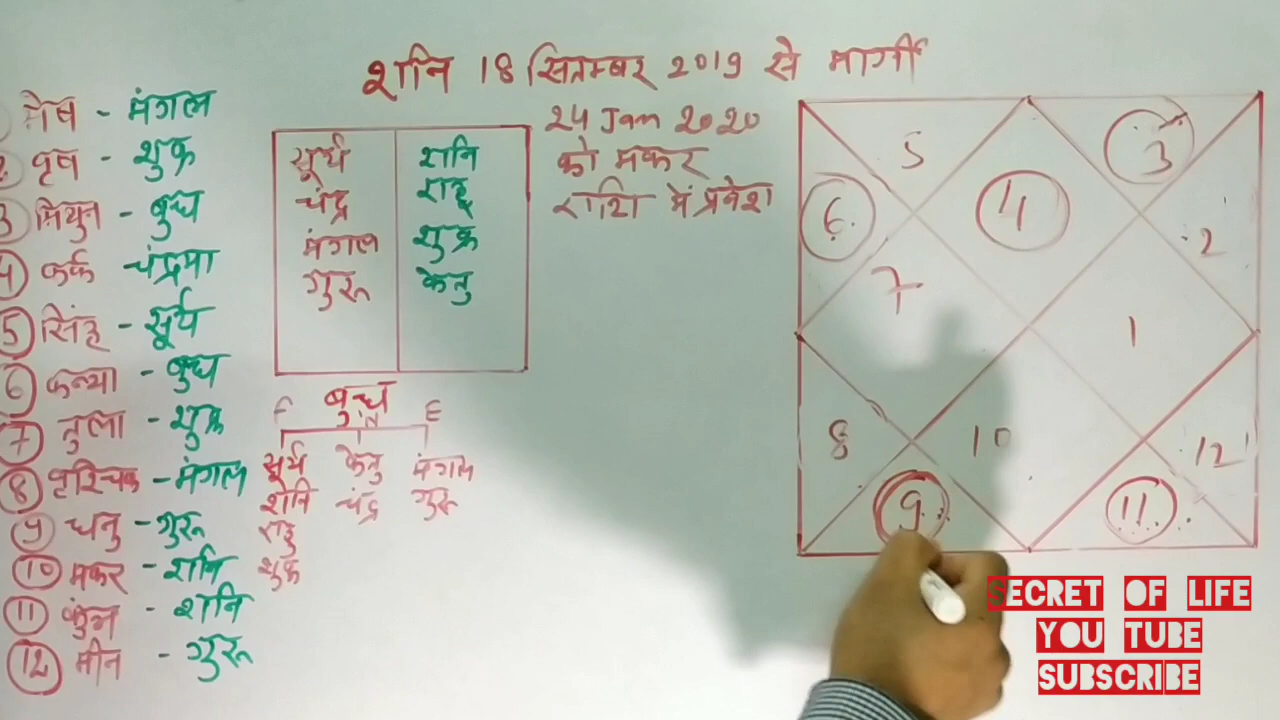 शनि 18 सितम्बर 2019 से मार्गी
24 Jan 2020
को मकर
राशि में प्रवेश
मेष - मंगल
2 वृष - शुक्र
3 मिथुन - बुध
4 कर्क - चंद्रमा
5 सिंह - सूर्य
6 कन्या - बुध
7 तुला - शुक्र
8 वृश्चिक - मंगल
9 धनु - गुरू
10 मकर - शनि
11 कुंभ - शनि
12 मीन - गुरू
सूर्य शनि
चंद्र राहू
मंगल शुक्र
गुरू केतु
बुध
F N E
सूर्य केतु मंगल
शनि चंद्र गुरू
राहु
शुक्र
5 3
6 4 2
7
1
8 10 12
9 11
SECRET OF LIFE
YOU TUBE
SUBSCRIBE